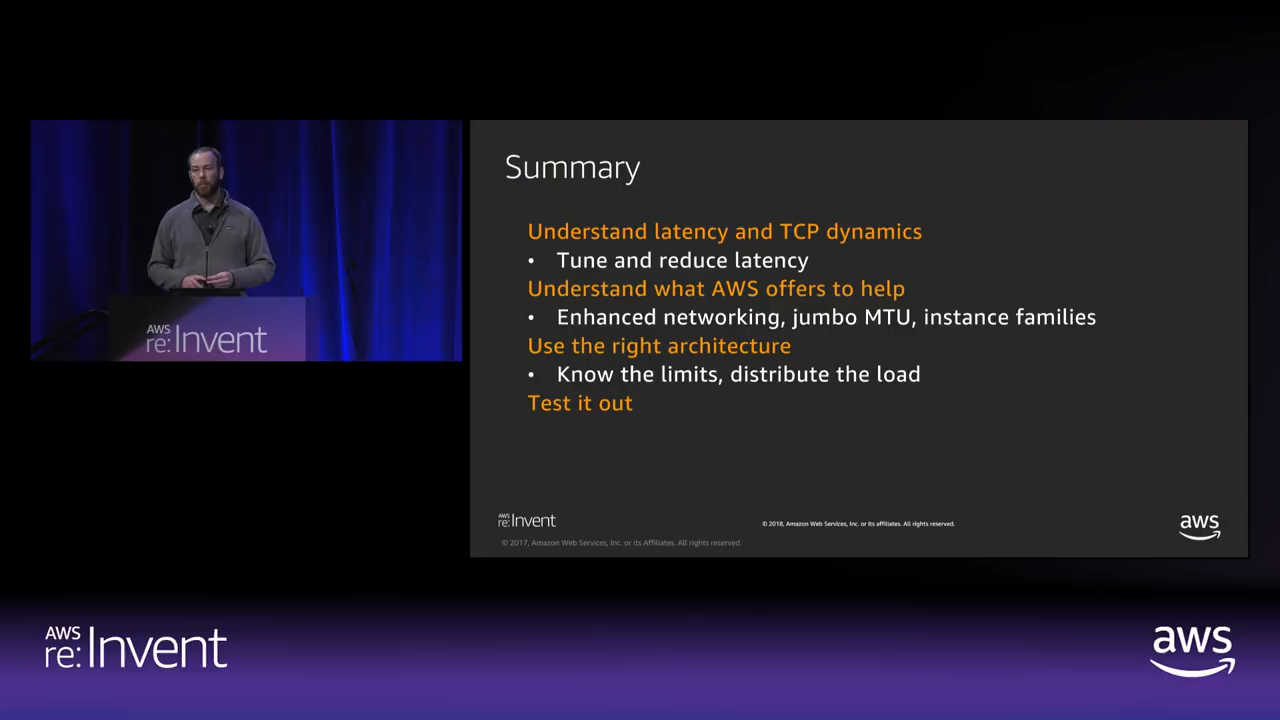 AWS
re:Invent
Summary
Understand latency and TCP dynamics
• Tune and reduce latency
Understand what AWS offers to help
• Enhanced networking, jumbo MTU, instance families
Use the right architecture
• Know the limits, distribute the load
Test it out
AWS
re:Invent
© 2018, Amazon Web Services, Inc. or its affiliates. All rights reserved.
aws
© 2017, Amazon Web Services, Inc. or its Affiliates. All rights reserved.
AWS
re:Invent
aws